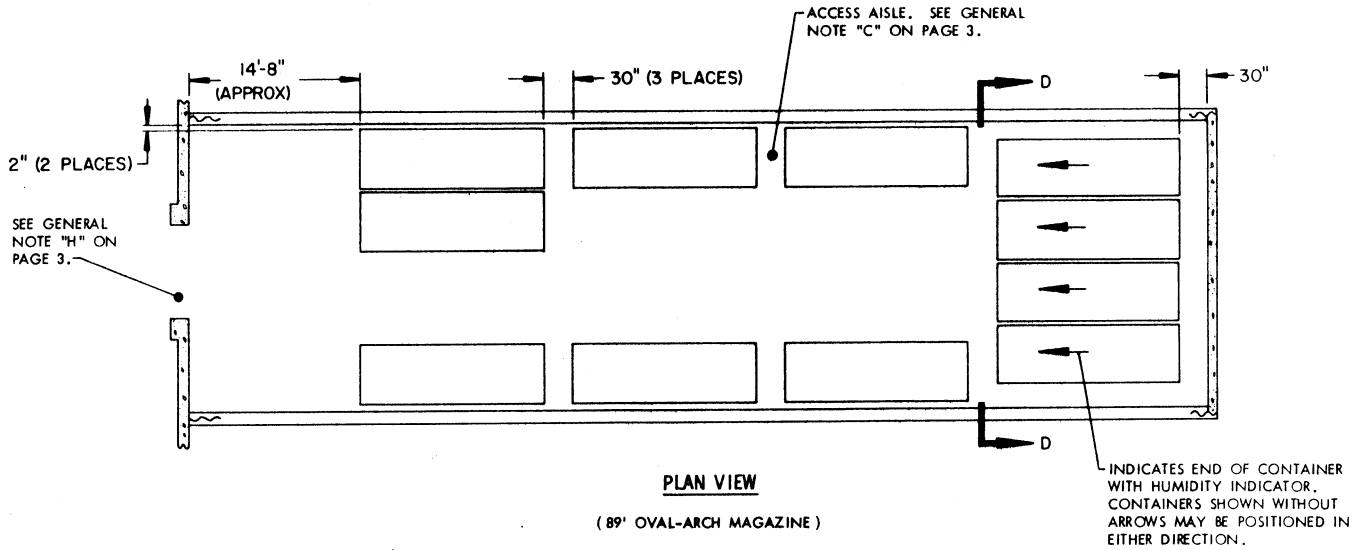 ACCESS AISLE. SEE GENERAL
NOTE "C" ON PAGE 3.
14'-8"
(APPROX)
30" (3 PLACES)
D
30"
2" (2 PLACES)
SEE GENERAL
NOTE "H" ON
PAGE 3.
D
PLAN VIEW
(89' OVAL-ARCH MAGAZINE)
INDICATES END OF CONTAINER
WITH HUMIDITY INDICATOR.
CONTAINERS SHOWN WITHOUT
ARROWS MAY BE POSITIONED IN
EITHER DIRECTION.